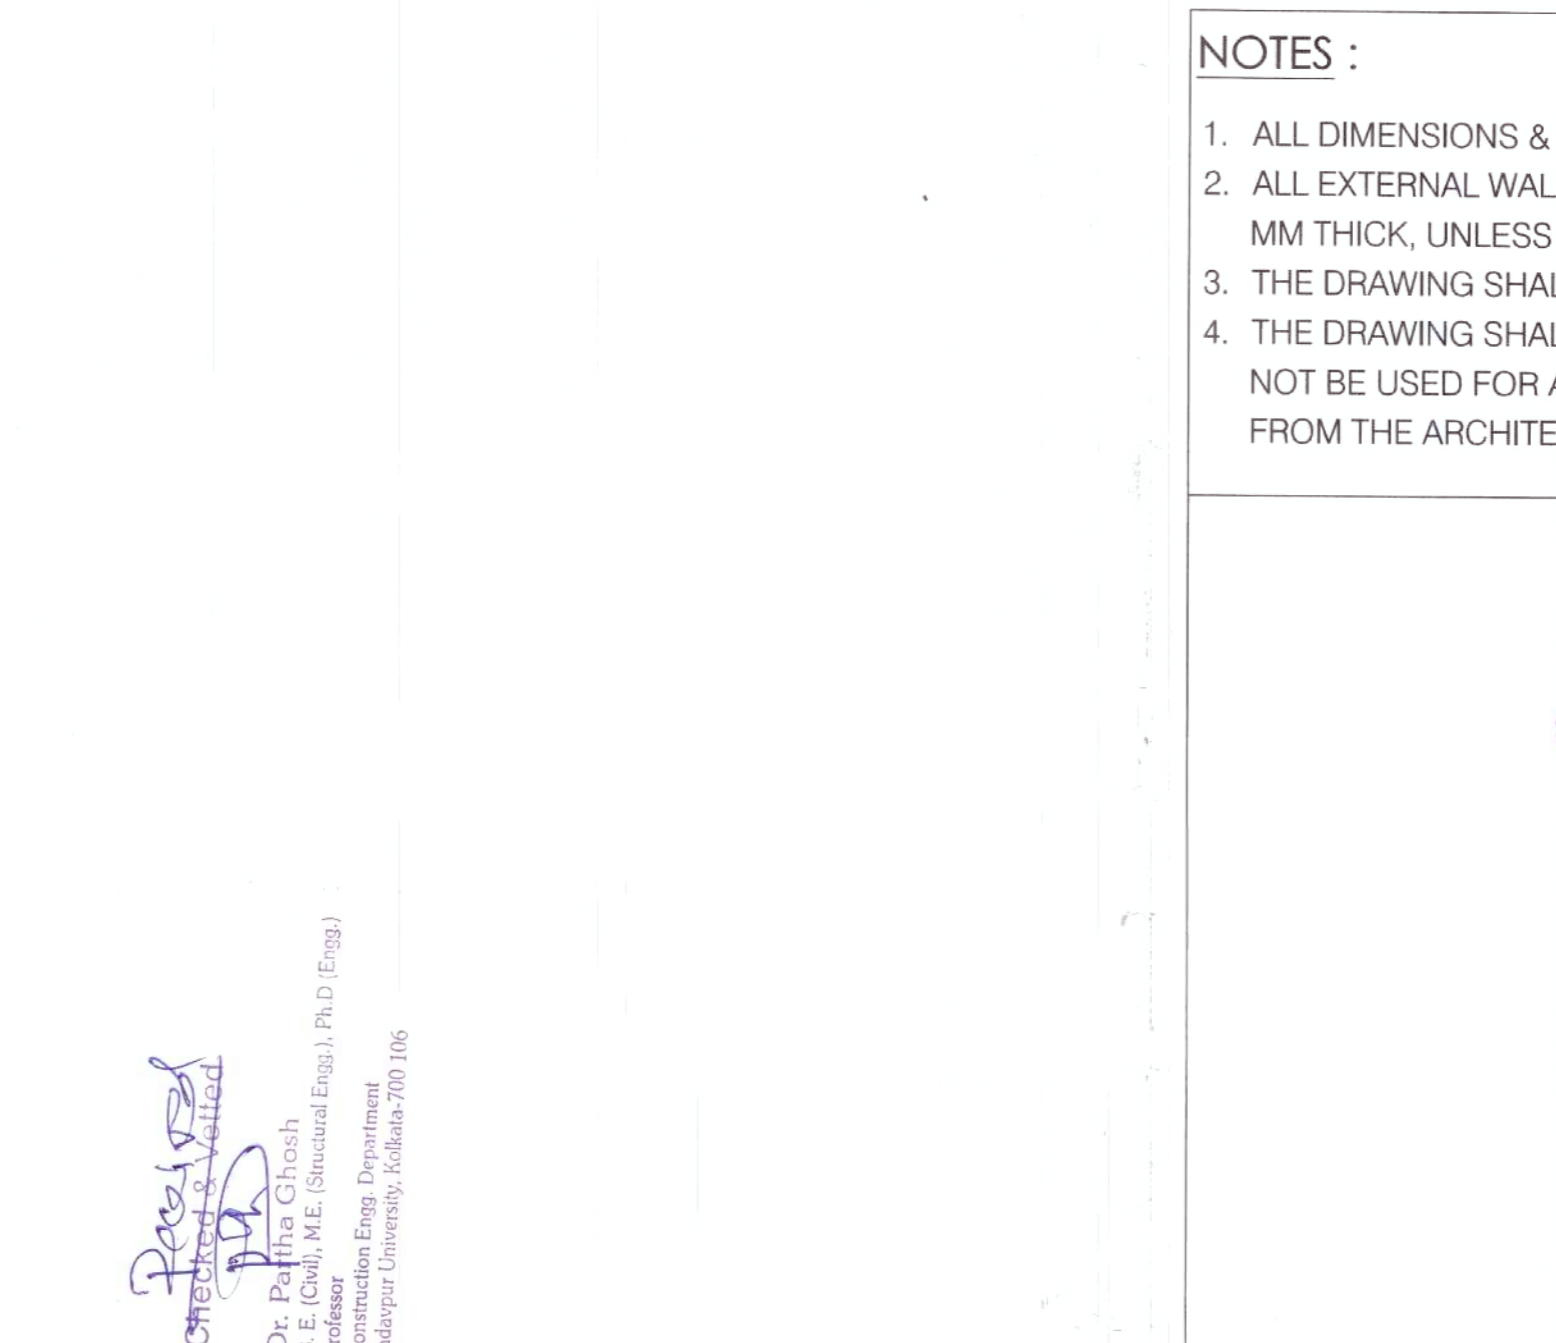 NOTES :
1. ALL DIMENSIONS &
2. ALL EXTERNAL WAL
MM THICK, UNLESS
3. THE DRAWING SHAL
4. THE DRAWING SHAL
NOT BE USED FOR A
FROM THE ARCHITE
Checked & Vetted
Dr. Partha Ghosh
. E. (Civil), M.E. (Structural Engg.), Ph.D (Engg.)
rofessor
onstruction Engg. Department
adavpur University, Kolkata-700 106